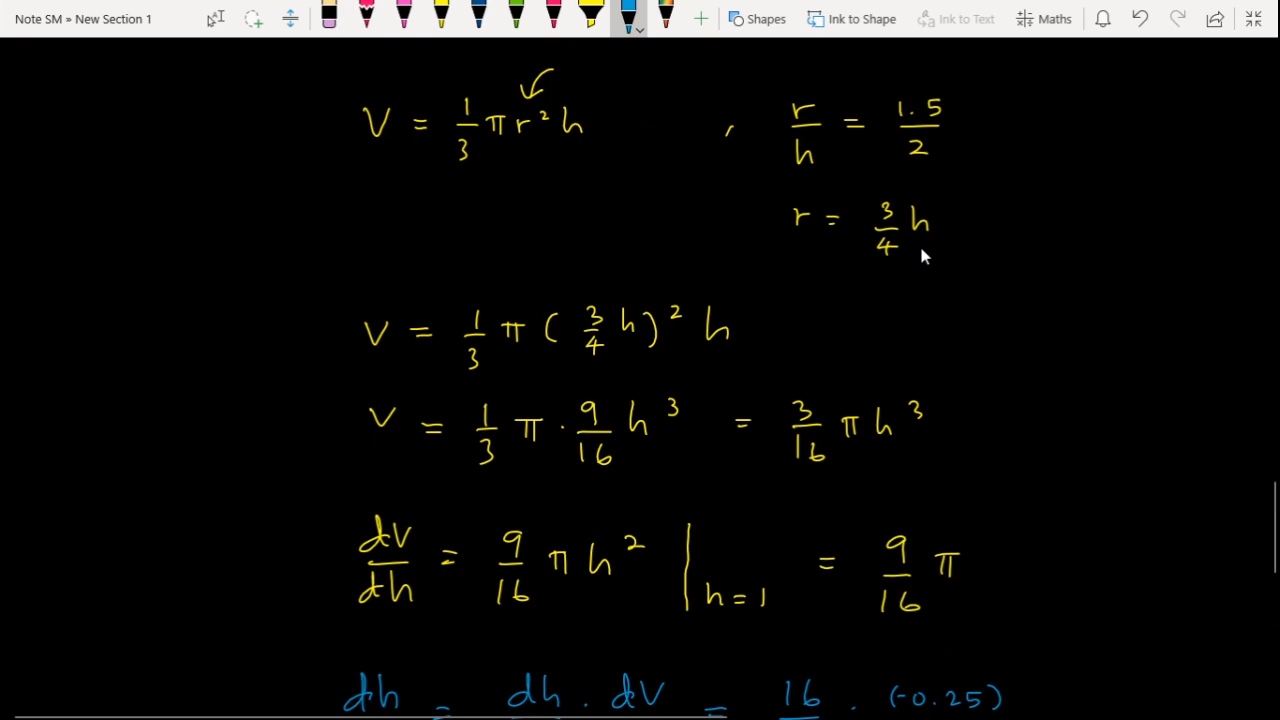 Note SM » New Section 1 Shapes Ink to Shape Ink to Text Maths
V = 1/3 π r² h , r/h = 1.5/2
r = 3/4 h
V = 1/3 π ( 3/4 h )² h
V = 1/3 π · 9/16 h³ = 3/16 π h³
dV/dh = 9/16 π h² | h = 1 = 9/16 π
dh = dh . dV = 16 . (-0.25)